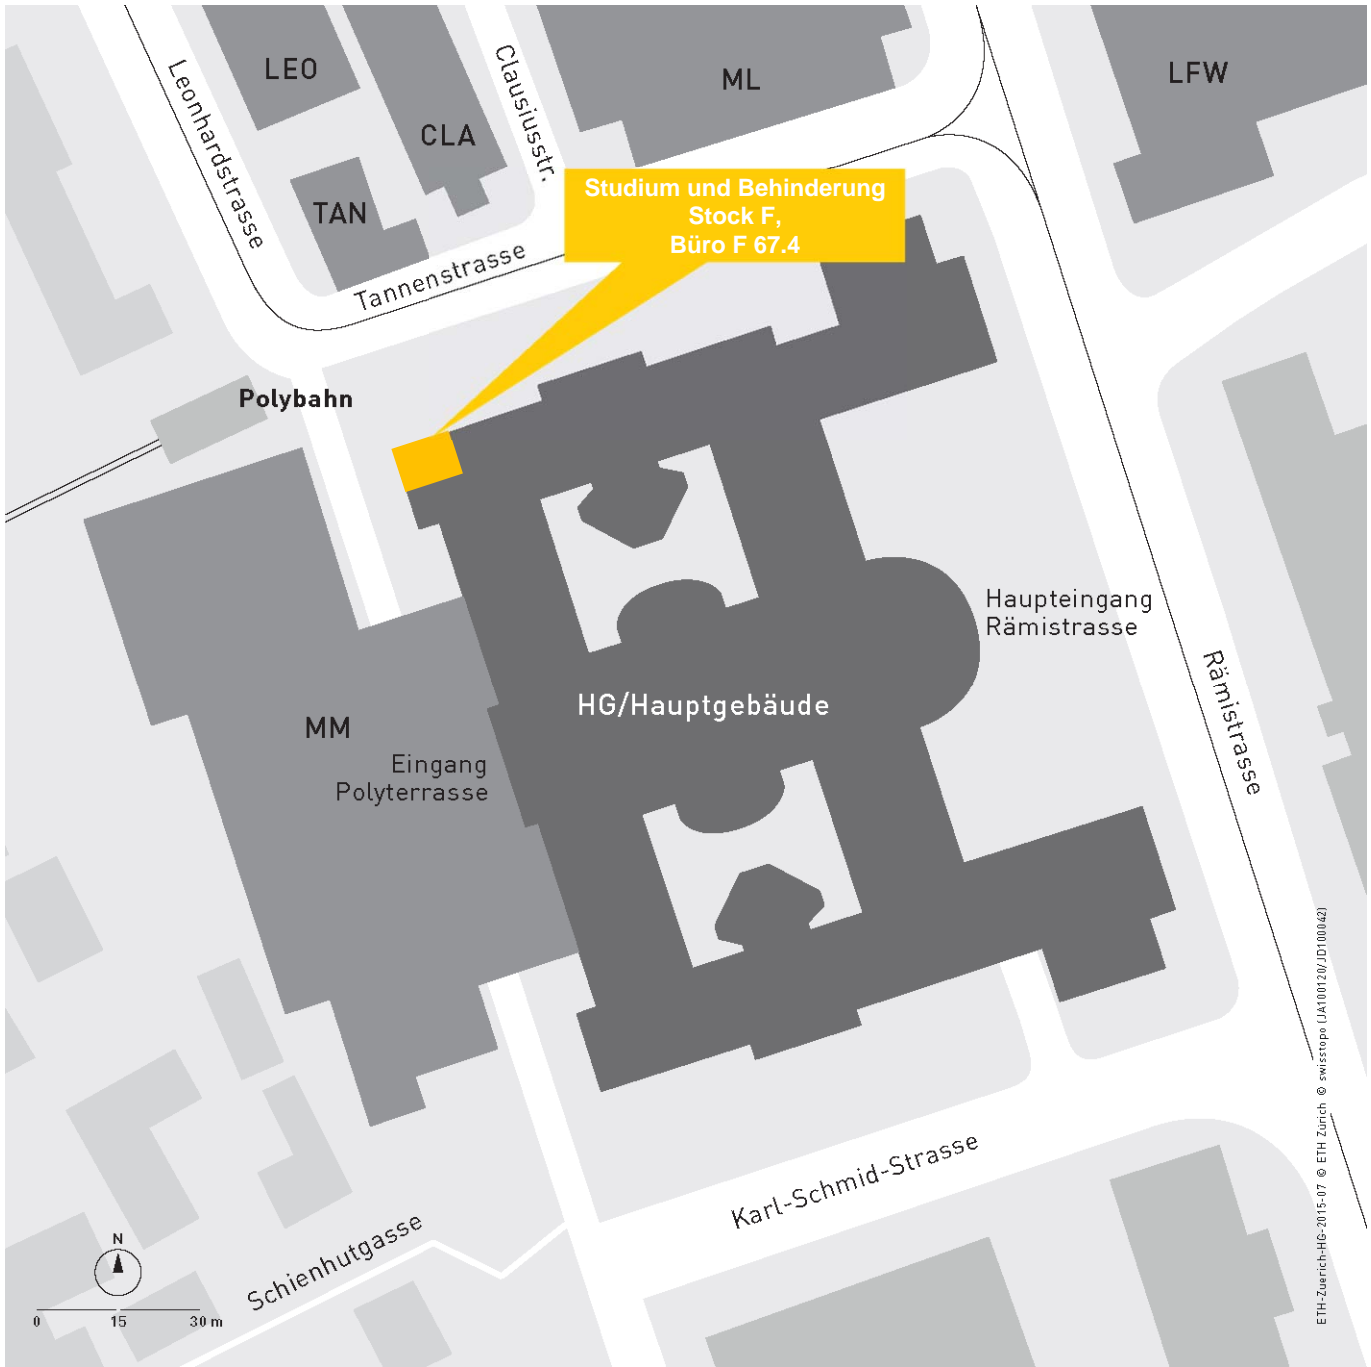 LEO
CLA
TAN
ML
LFW
Leonhardstrasse
Clausiusstr.
Tannenstrasse
Studium und Behinderung
Stock F,
Büro F 67.4
Polybahn
Haupteingang
Rämistrasse
Rämistrasse
HG/Hauptgebäude
MM
Eingang
Polyterrasse
Karl-Schmid-Strasse
Schienhutgasse
N
0 15 30 m
ETH-Zuerich-HG-2015-07 © ETH Zürich © swisstopo (JA100120/JD100042)